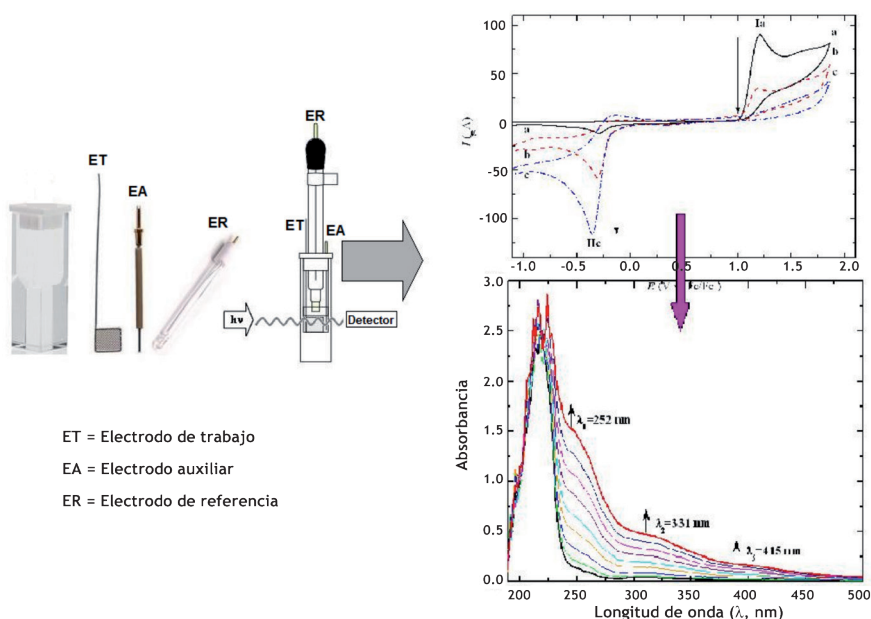 ET
EA
ER
ER
ET
EA
hν
Detector
ET = Electrodo de trabajo
EA = Electrodo auxiliar
ER = Electrodo de referencia
100
50
0
-50
-100
Ia
a
b
c
a
b
c
IIc
-1.0
-0.5
0.0
0.5
1.0
1.5
2.0
3.0
2.5
2.0
1.5
1.0
0.5
0.0
Absorbancia
=252 nm
λ2=331 nm
=415 nm
200
250
300
350
400
450
500
Longitud de onda (λ, nm)